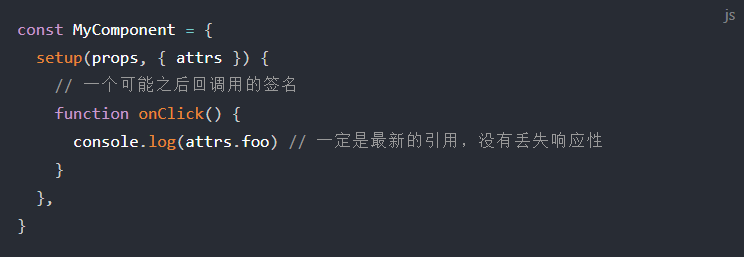 js
const MyComponent = {
  setup(props, { attrs }) {
    // 一个可能之后回调用的签名
    function onClick() {
      console.log(attrs.foo) // 一定是最新的引用，没有丢失响应性
    }
  },
}